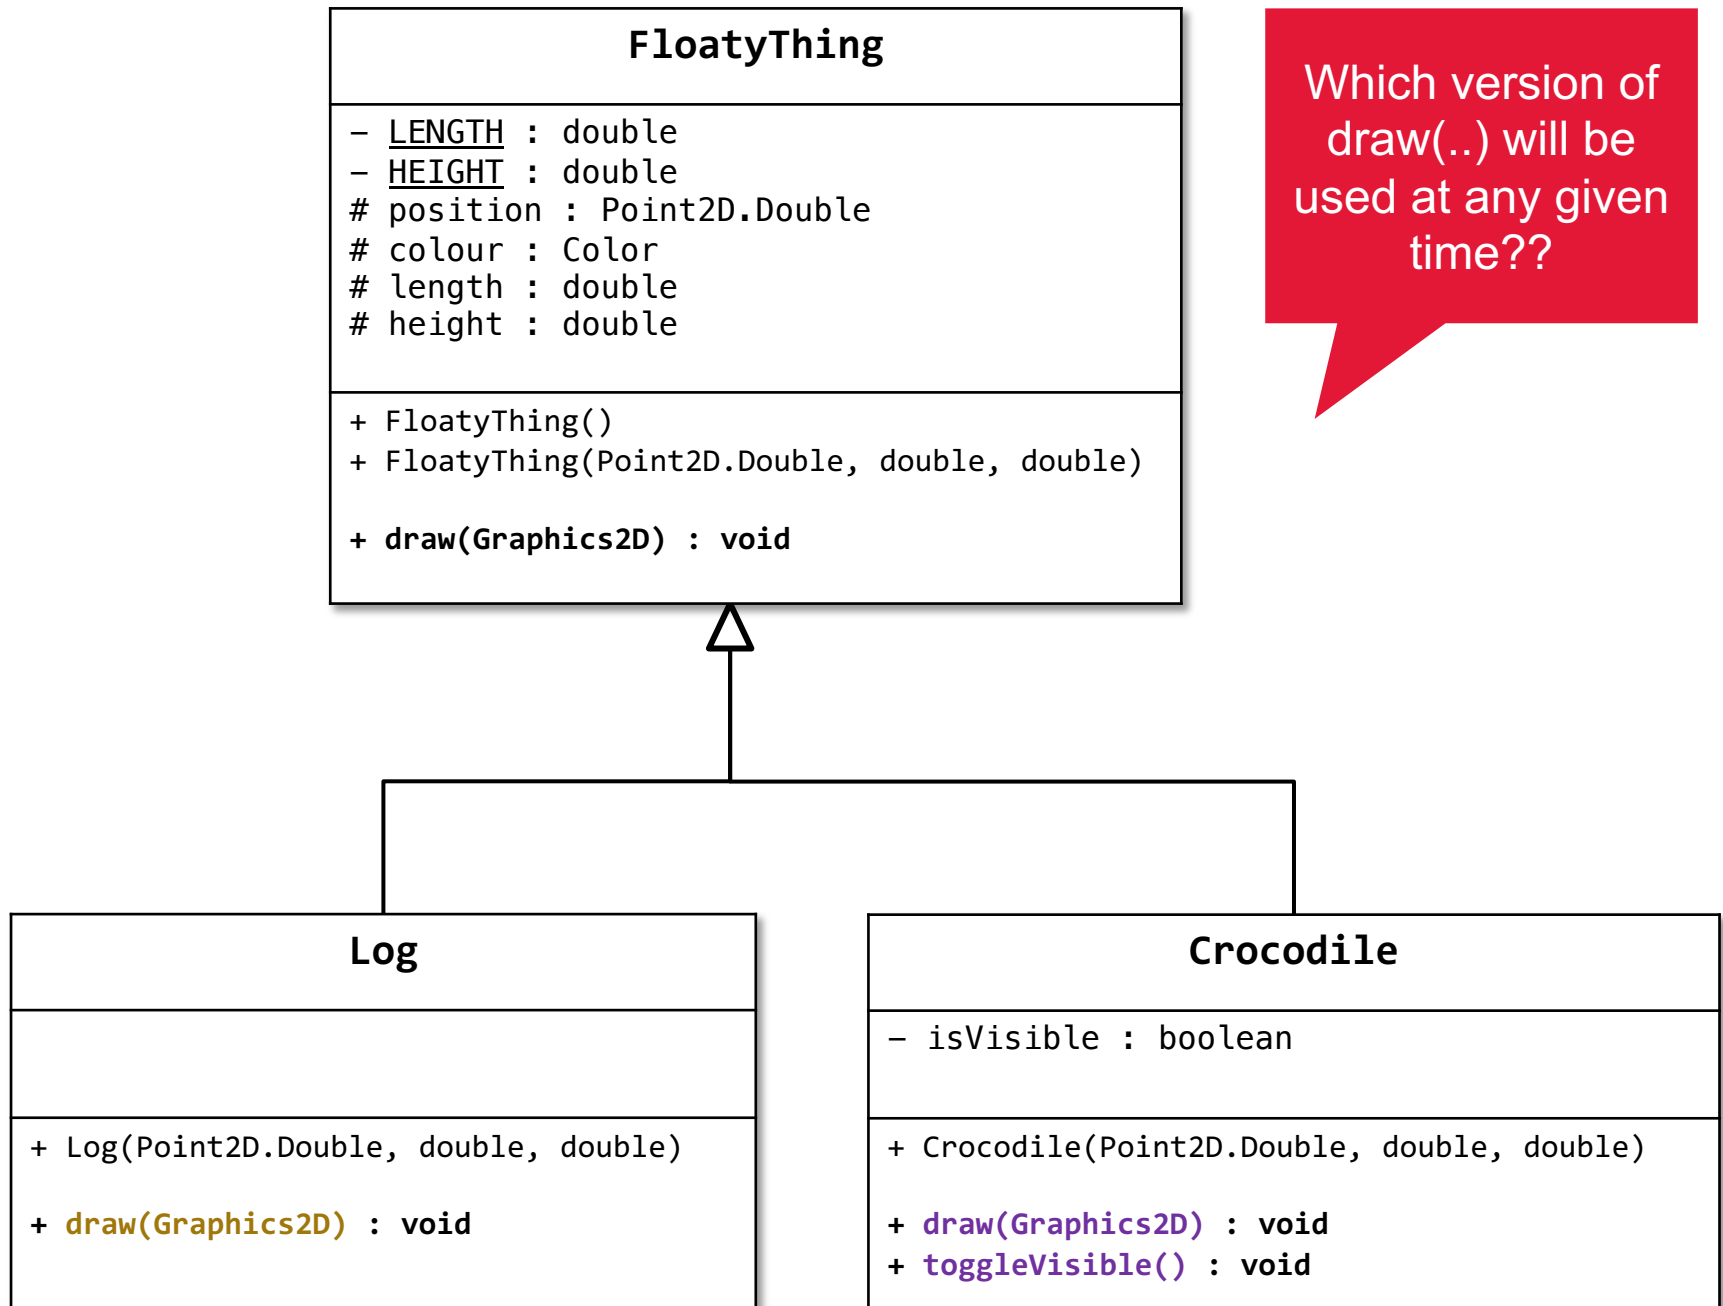 FloatyThing
– LENGTH : double
– HEIGHT : double
# position : Point2D.Double
# colour : Color
# length : double
# height : double
+ FloatyThing()
+ FloatyThing(Point2D.Double, double, double)
+ draw(Graphics2D) : void
Which version of
draw(..) will be
used at any given
time??
Log
+ Log(Point2D.Double, double, double)
+ draw(Graphics2D) : void
Crocodile
– isVisible : boolean
+ Crocodile(Point2D.Double, double, double)
+ draw(Graphics2D) : void
+ toggleVisible() : void